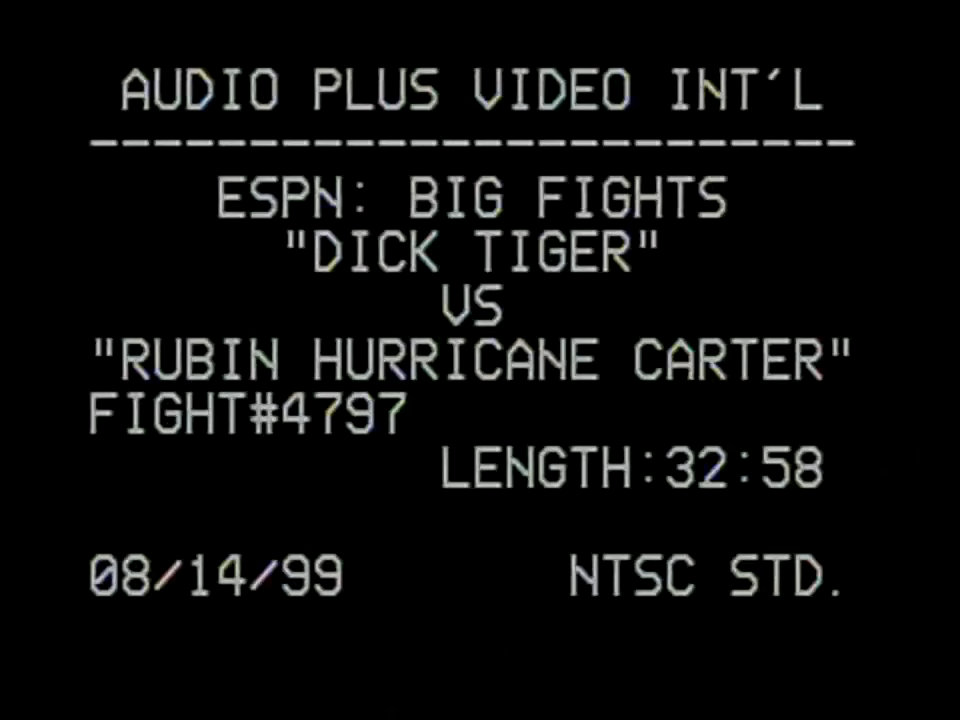 AUDIO PLUS VIDEO INT'L
------------------------
ESPN: BIG FIGHTS
"DICK TIGER"
VS
"RUBIN HURRICANE CARTER"
FIGHT#4797
LENGTH:32:58
08/14/99 NTSC STD.